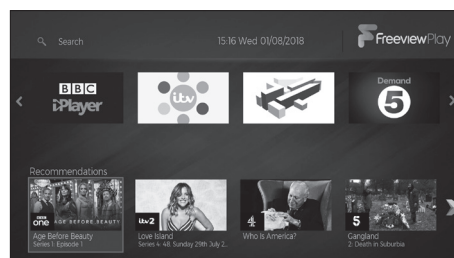 Search
15:16 Wed 01/08/2018
FreeviewPlay
BBC
iPlayer
itv
4
Demand
5
Recommendations
BBC
one
AGE BEFORE BEAUTY
itv2
4
5
Age Before Beauty
Series 1: Episode 1
Love Island
Series 4: 48. Sunday 29th July 2...
Who Is America?
Gangland
2: Death in Suburbia